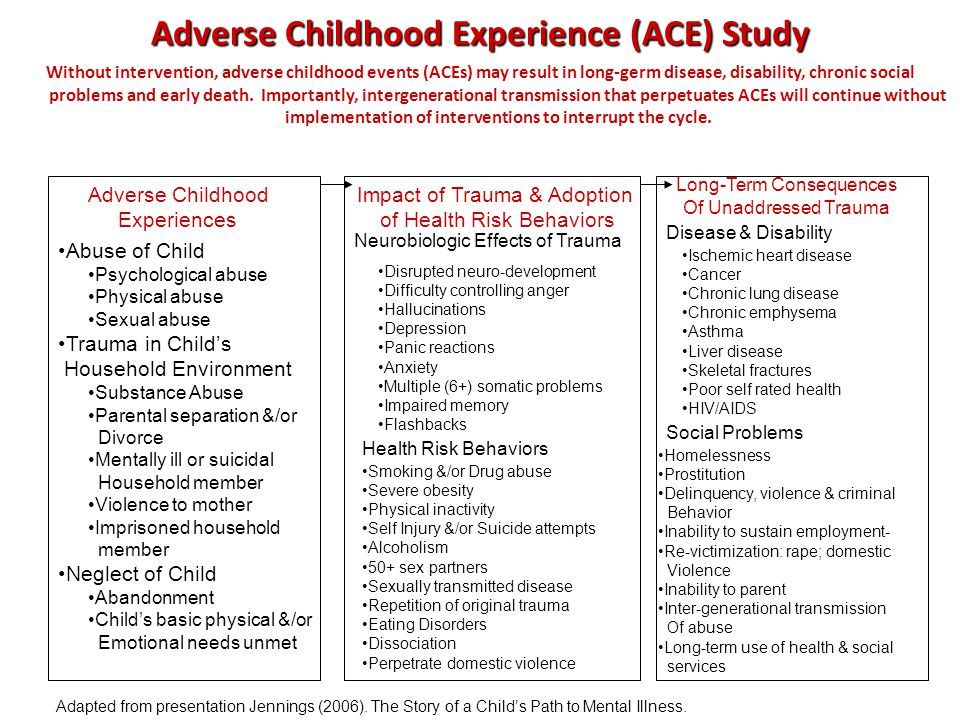 Adverse Childhood Experience (ACE) Study
Without intervention, adverse childhood events (ACEs) may result in long-germ disease, disability, chronic social
problems and early death. Importantly, intergenerational transmission that perpetuates ACEs will continue without
implementation of interventions to interrupt the cycle.
Adverse Childhood
Experiences
•Abuse of Child
•Psychological abuse
•Physical abuse
•Sexual abuse
•Trauma in Child’s
Household Environment
•Substance Abuse
•Parental separation &/or
Divorce
•Mentally ill or suicidal
Household member
•Violence to mother
•Imprisoned household
member
•Neglect of Child
•Abandonment
•Child’s basic physical &/or
Emotional needs unmet
Impact of Trauma & Adoption
of Health Risk Behaviors
Neurobiologic Effects of Trauma
•Disrupted neuro-development
•Difficulty controlling anger
•Hallucinations
•Depression
•Panic reactions
•Anxiety
•Multiple (6+) somatic problems
•Impaired memory
•Flashbacks
Health Risk Behaviors
•Smoking &/or Drug abuse
•Severe obesity
•Physical inactivity
•Self Injury &/or Suicide attempts
•Alcoholism
•50+ sex partners
•Sexually transmitted disease
•Repetition of original trauma
•Eating Disorders
•Dissociation
•Perpetrate domestic violence
Long-Term Consequences
Of Unaddressed Trauma
Disease & Disability
•Ischemic heart disease
•Cancer
•Chronic lung disease
•Chronic emphysema
•Asthma
•Liver disease
•Skeletal fractures
•Poor self rated health
•HIV/AIDS
Social Problems
•Homelessness
•Prostitution
•Delinquency, violence & criminal
Behavior
•Inability to sustain employment-
•Re-victimization: rape; domestic
Violence
•Inability to parent
•Inter-generational transmission
Of abuse
•Long-term use of health & social
services
Adapted from presentation Jennings (2006). The Story of a Child’s Path to Mental Illness.